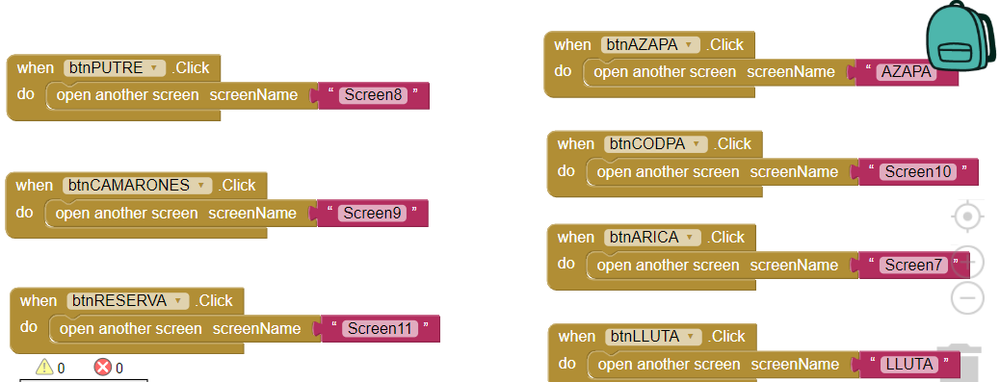 when btnPUTRE .Click
do open another screen screenName " Screen8 "
when btnCAMARONES .Click
do open another screen screenName " Screen9 "
when btnRESERVA .Click
do open another screen screenName " Screen11 "
0 0
when btnAZAPA .Click
do open another screen screenName " AZAPA
when btnCODPA .Click
do open another screen screenName " Screen10 "
when btnARICA .Click
do open another screen screenName " Screen7 "
when btnLLUTA .Click
do open another screen screenName " LLUTA "